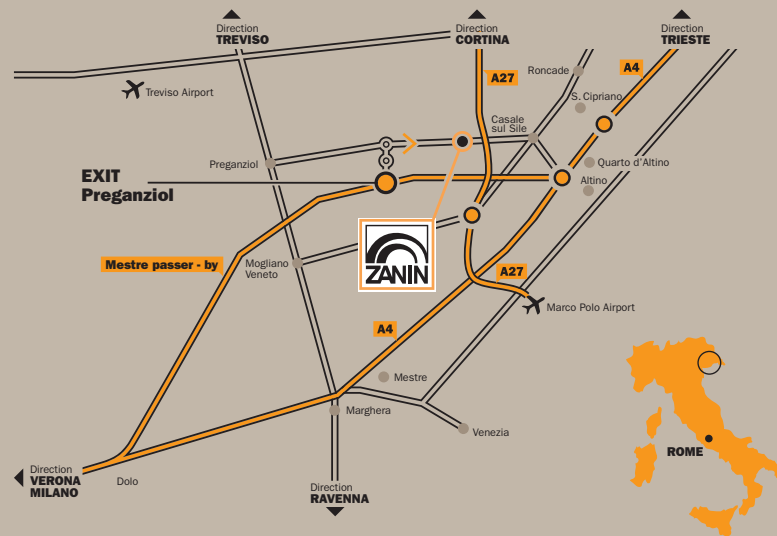 Direction
TREVISO
Direction
CORTINA
Direction
TRIESTE
A27
Roncade
A4
Treviso Airport
S. Cipriano
Casale
sul Sile
Preganziol
Quarto d'Altino
EXIT
Preganziol
Altino
ZANIN
Mestre passer - by
Mogliano
Veneto
A27
Marco Polo Airport
A4
Mestre
Marghera
Venezia
ROME
Direction
VERONA
MILANO
Dolo
Direction
RAVENNA